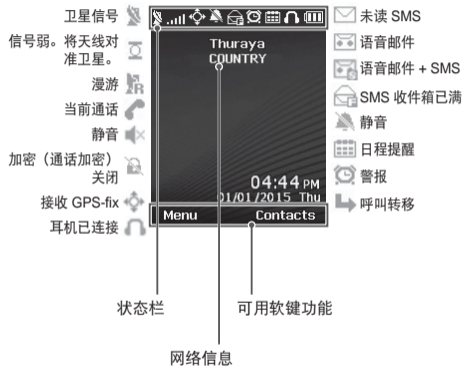 卫星信号
信号弱。将天线对
准卫星。
漫游
当前通话
静音
加密（通话加密）
关闭
接收 GPS-fix
耳机已连接
Thuraya
COUNTRY
04:44 PM
01/01/2015 Thu
Menu Contacts
未读 SMS
语音邮件
语音邮件 + SMS
SMS 收件箱已满
静音
日程提醒
警报
呼叫转移
状态栏
可用软键功能
网络信息